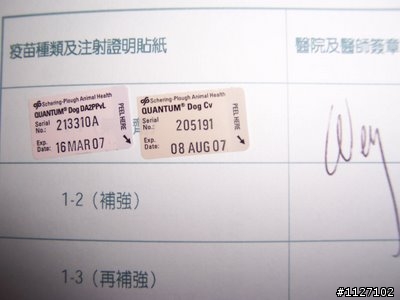 疫苗種類及注射證明貼紙
醫院及醫師簽章
Schering-Plough Animal Health
QUANTUM® Dog DA2PPvL
Serial No.: 213310A
Exp. Date: 16 MAR 07
PEEL HERE
Schering-Plough Animal Health
QUANTUM® Dog Cv
Serial No.: 205191
Exp. Date: 08 AUG 07
PEEL HERE
1-2（補強）
1-3（再補強）
#1127102